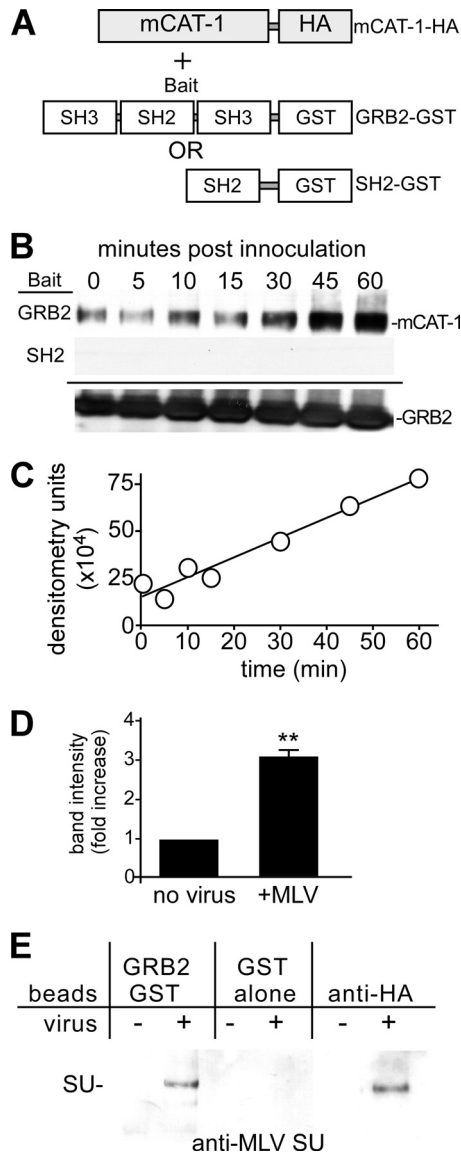 A
mCAT-1 HA mCAT-1-HA
+
Bait
SH3 SH2 SH3 GST GRB2-GST
OR
SH2 GST SH2-GST
B
minutes post innoculation
Bait 0 5 10 15 30 45 60
GRB2 -mCAT-1
SH2
-GRB2
C
densitometry units
(x10⁴)
75
50
25
0
0 10 20 30 40 50 60
time (min)
D
band intensity
(fold increase)
4
3
2
1
0
**
no virus +MLV
E
GRB2 GST
beads GST alone anti-HA
virus - + - + - +
SU-
anti-MLV SU